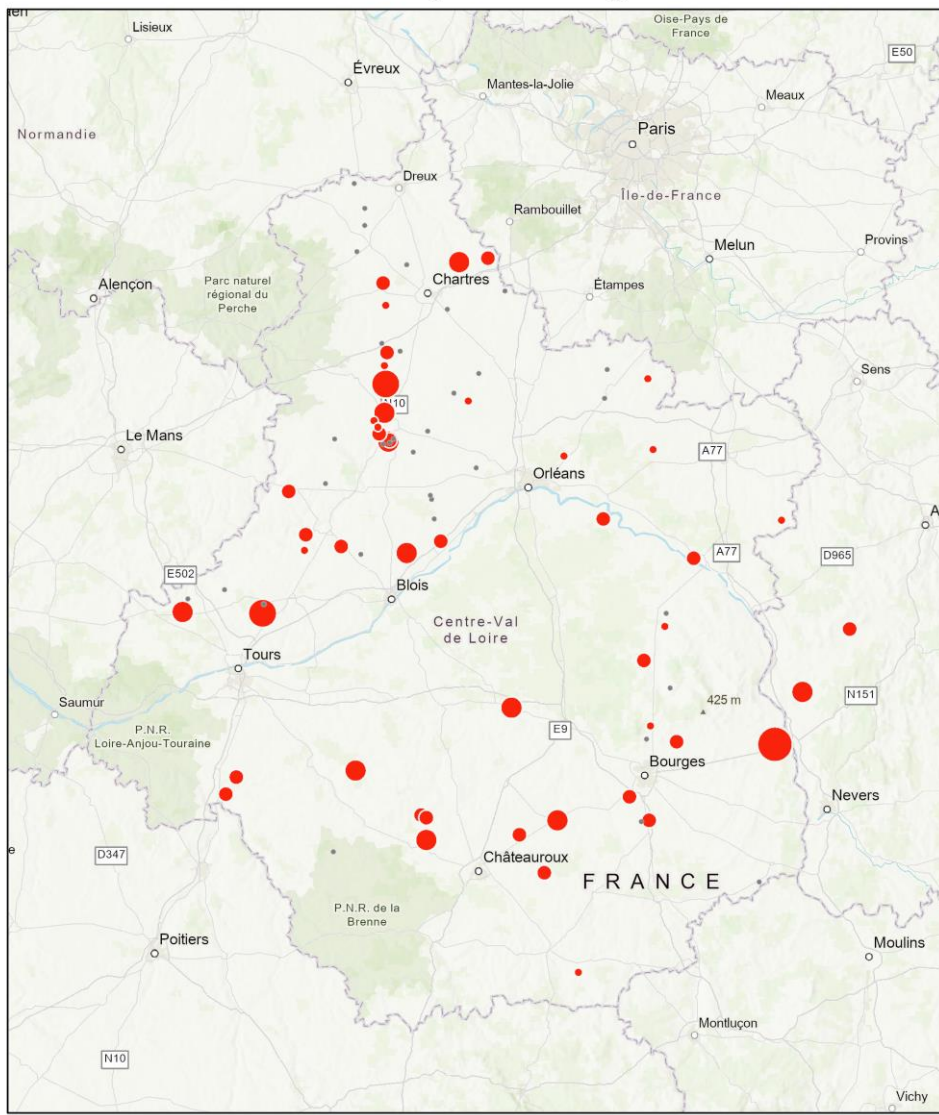 Lisieux
Oise-Pays de
France
E50
Évreux
Mantes-la-Jolie
Meaux
Normandie
Paris
Dreux
Île-de-France
Rambouillet
Melun
Provins
Parc naturel
régional du
Perche
Chartres
Alençon
Étampes
Sens
N10
Le Mans
A77
Orléans
A
A77
D965
E502
Blois
Centre-Val
de Loire
Tours
Saumur
425 m
N151
P.N.R.
Loire-Anjou-Touraine
E9
Bourges
Nevers
e
D347
Châteauroux
FRANCE
P.N.R. de la
Brenne
Poitiers
Moulins
Montluçon
N10
Vichy